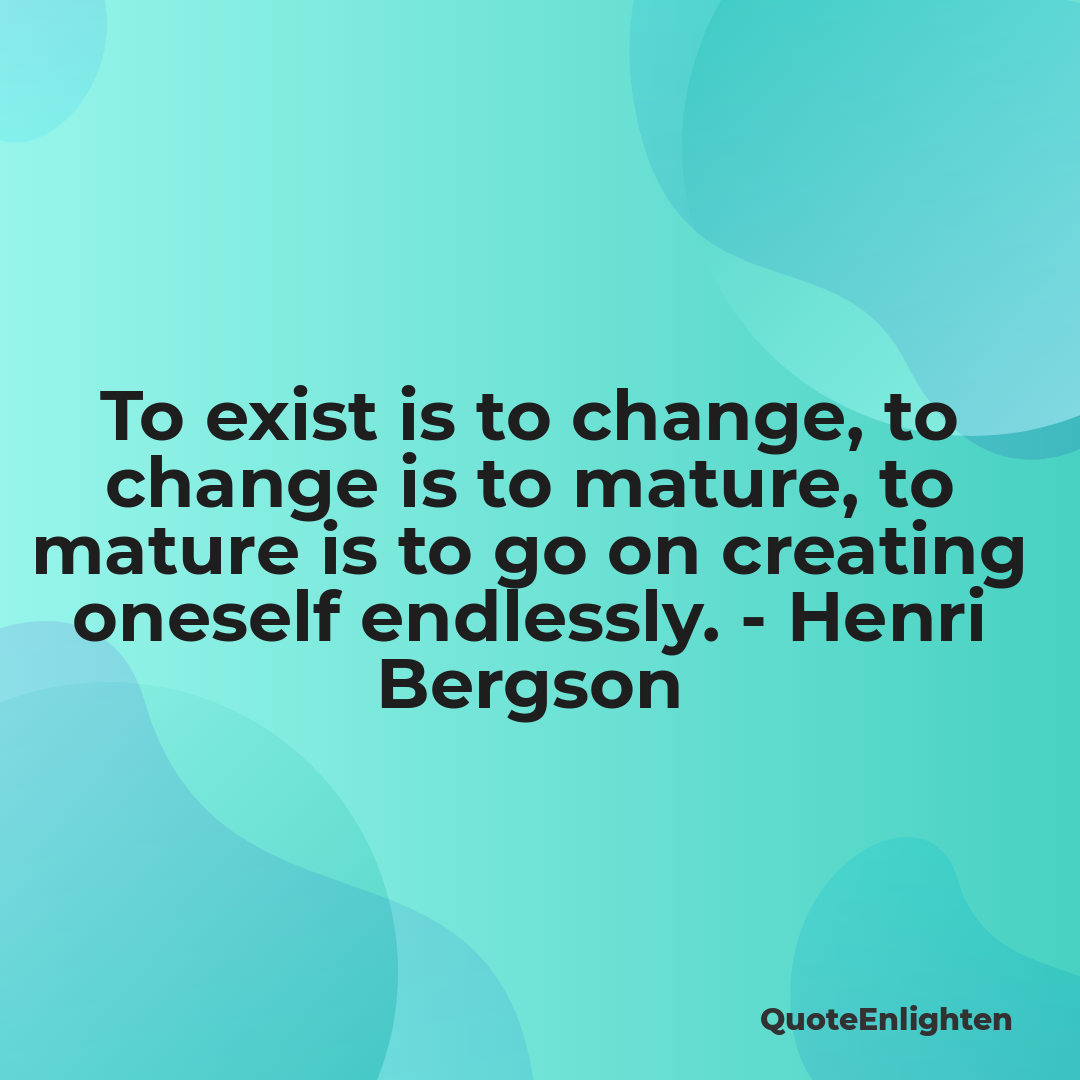 To exist is to change, to
change is to mature, to
mature is to go on creating
oneself endlessly. - Henri
Bergson
QuoteEnlighten